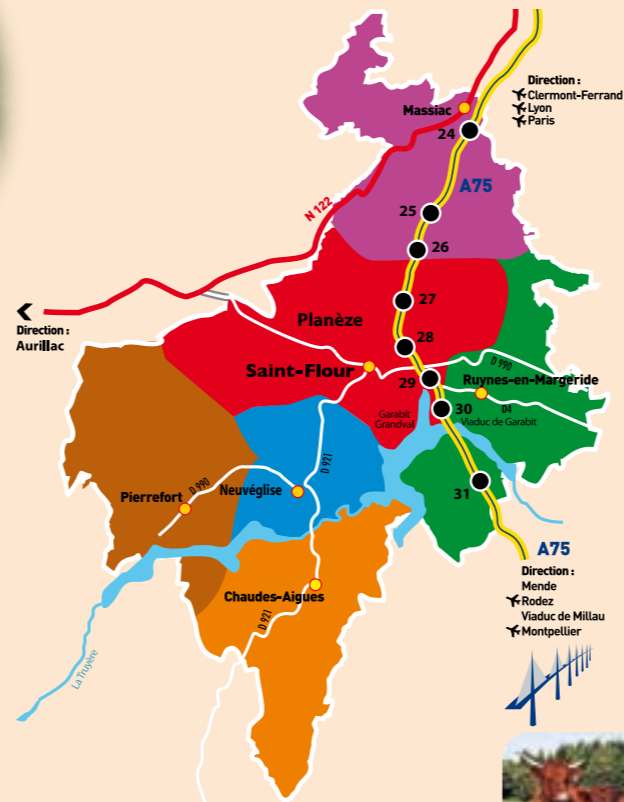 Direction :
Clermont-Ferrand
Lyon
Paris
Massiac
24
A75
N 122
25
26
27
Planèze
Direction :
Aurillac
28
D 990
Saint-Flour
29
Ruynes-en-Margeride
Garabit
Grandval
30
D4
Viaduc de Garabit
D 921
D 990
Neuvéglise
Pierrefort
31
A75
Direction :
Mende
Rodez
Viaduc de Millau
Montpellier
Chaudes-Aigues
D 921
La Truyère